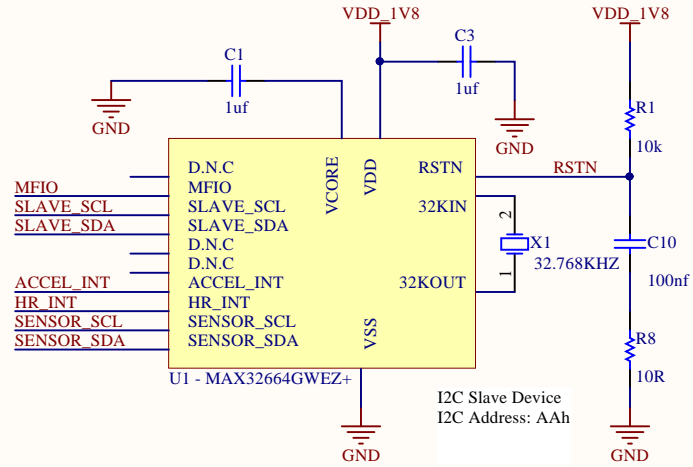 VDD_1V8
VDD_1V8
C1
1uf
GND
C3
1uf
GND
R1
10k
D.N.C
MFIO
SLAVE_SCL
SLAVE_SDA
D.N.C
D.N.C
ACCEL_INT
HR_INT
SENSOR_SCL
SENSOR_SDA
MFIO
SLAVE_SCL
SLAVE_SDA
ACCEL_INT
HR_INT
SENSOR_SCL
SENSOR_SDA
VCORE
VDD
RSTN
32KIN
32KOUT
VSS
RSTN
2
1
X1
32.768KHZ
C10
100nf
R8
10R
U1 - MAX32664GWEZ+
I2C Slave Device
I2C Address: AAh
GND
GND